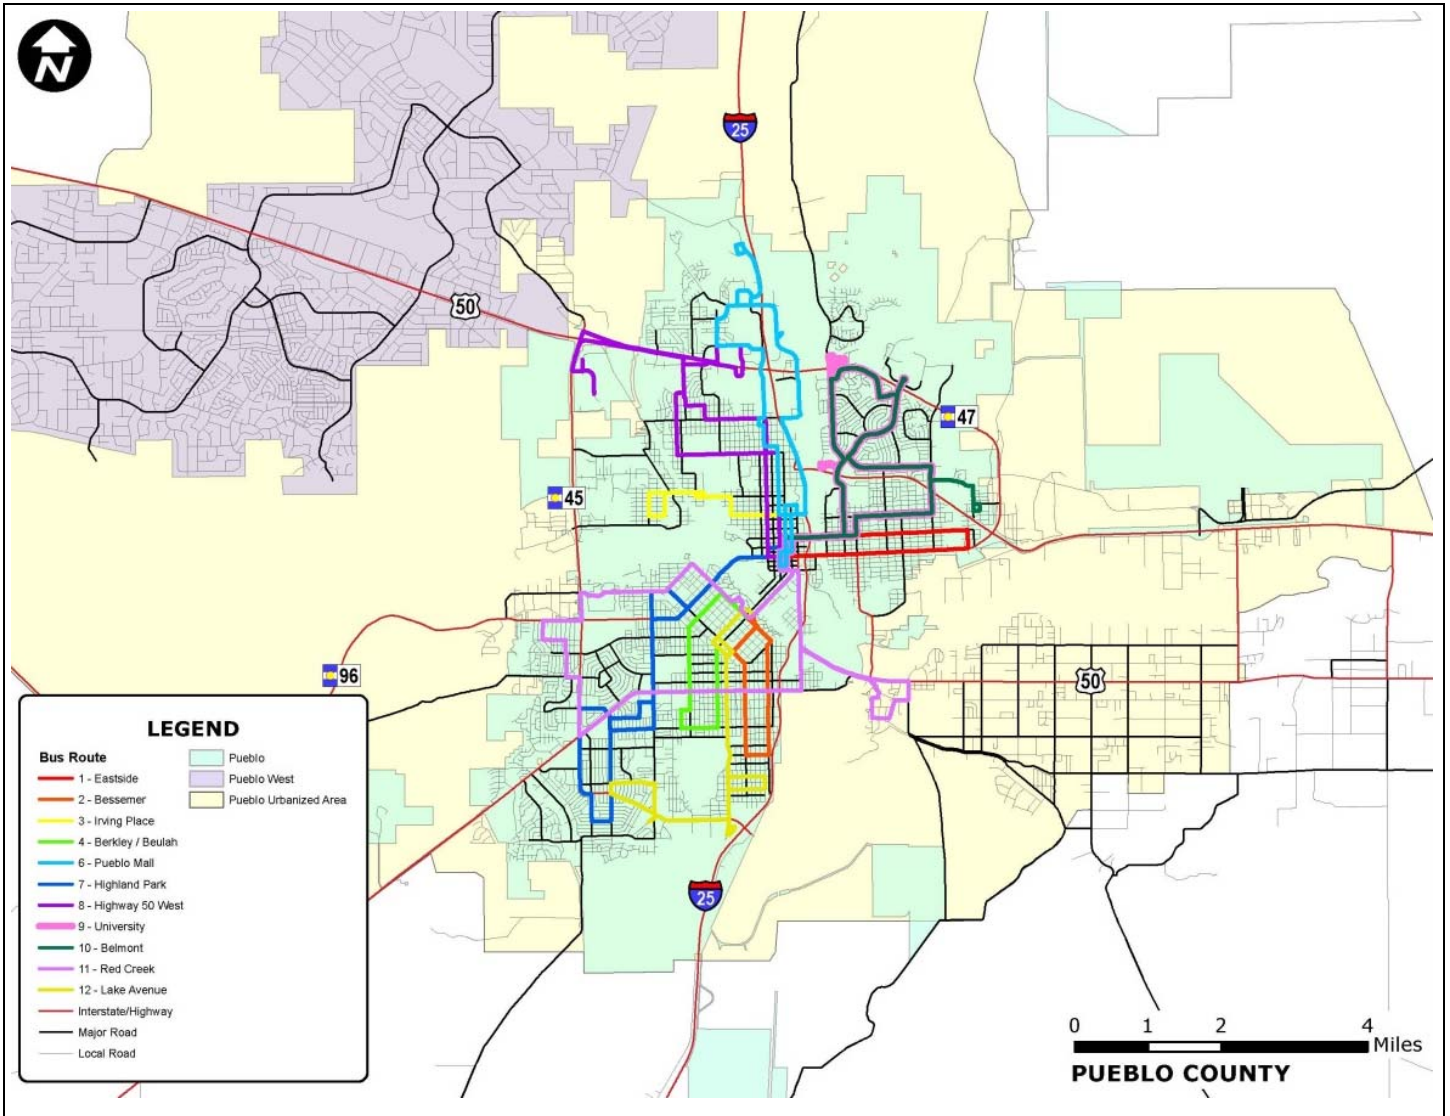 N
25
50
47
45
96
50
LEGEND
Bus Route
1 - Eastside
2 - Bessemer
3 - Irving Place
4 - Berkley / Beulah
6 - Pueblo Mall
7 - Highland Park
8 - Highway 50 West
9 - University
10 - Belmont
11 - Red Creek
12 - Lake Avenue
Interstate/Highway
Major Road
Local Road
Pueblo
Pueblo West
Pueblo Urbanized Area
25
0 1 2 4
Miles
PUEBLO COUNTY